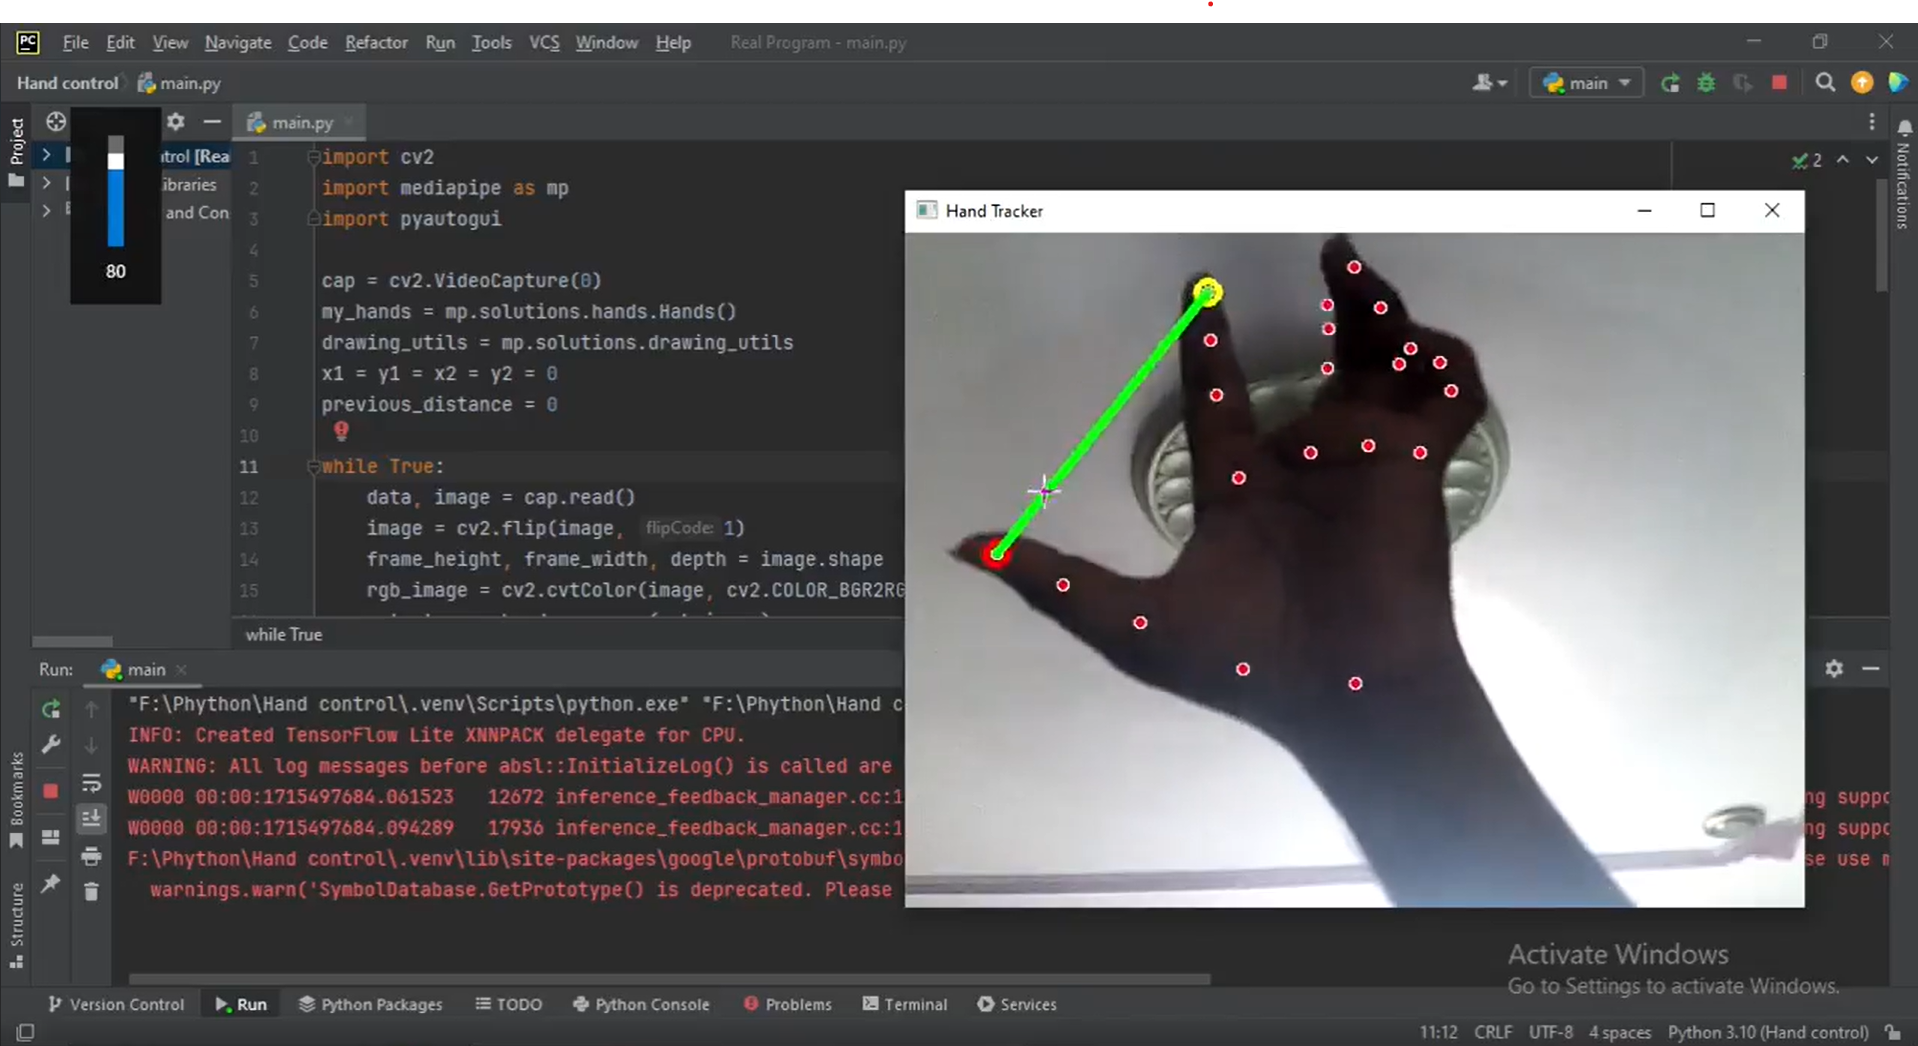 File Edit View Navigate Code Refactor Run Tools VCS Window Help Real Program - main.py
Hand control main.py main
Project
main.py
ntrol [Rea
ibraries
and Con
80
Notifications
2
1 import cv2
2 import mediapipe as mp
3 import pyautogui
4
5 cap = cv2.VideoCapture(0)
6 my_hands = mp.solutions.hands.Hands()
7 drawing_utils = mp.solutions.drawing_utils
8 x1 = y1 = x2 = y2 = 0
9 previous_distance = 0
10
11 while True:
12 data, image = cap.read()
13 image = cv2.flip(image, flipCode: 1)
14 frame_height, frame_width, depth = image.shape
15 rgb_image = cv2.cvtColor(image, cv2.COLOR_BGR2RG
while True
Hand Tracker
Run: main
"F:\Phython\Hand control\.venv\Scripts\python.exe" "F:\Phython\Hand c
INFO: Created TensorFlow Lite XNNPACK delegate for CPU.
WARNING: All log messages before absl::InitializeLog() is called are
W0000 00:00:1715497684.061523 12672 inference_feedback_manager.cc:1 ng suppo
W0000 00:00:1715497684.094289 17936 inference_feedback_manager.cc:1 ng suppo
F:\Phython\Hand control\.venv\lib\site-packages\google\protobuf\symbo se use m
warnings.warn('SymbolDatabase.GetPrototype() is deprecated. Please
Bookmarks
Structure
Activate Windows
Go to Settings to activate Windows.
Version Control Run Python Packages TODO Python Console Problems Terminal Services
11:12 CRLF UTF-8 4 spaces Python 3.10 (Hand control)